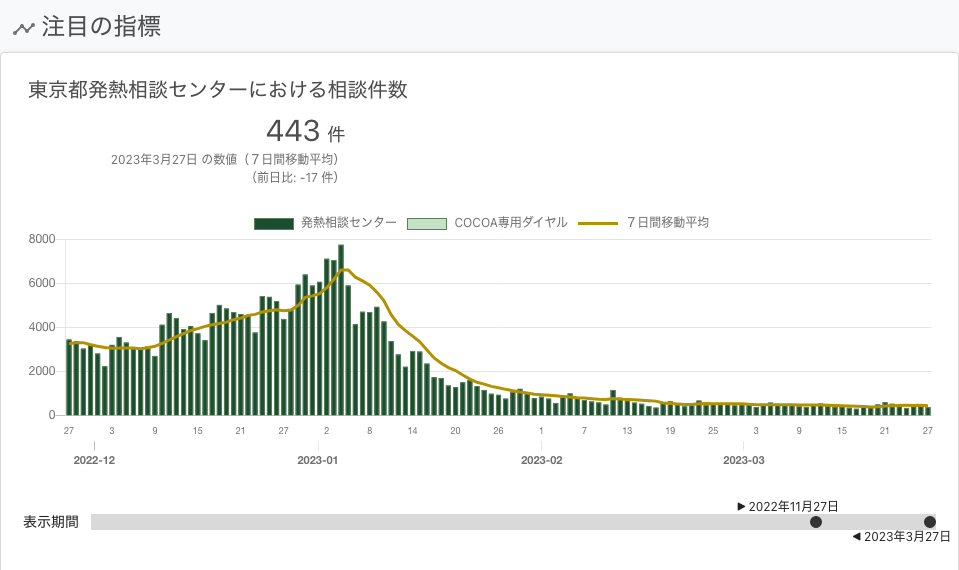 注目の指標
東京都発熱相談センターにおける相談件数
443 件
2023年3月27日 の数値（７日間移動平均）
（前日比: -17 件）
発熱相談センター COCOA専用ダイヤル ７日間移動平均
8000
6000
4000
2000
0
27 3 9 15 21 27 2 8 14 20 26 1 7 13 19 25 3 9 15 21 27
2022-12 2023-01 2023-02 2023-03
2022年11月27日
表示期間
2023年3月27日